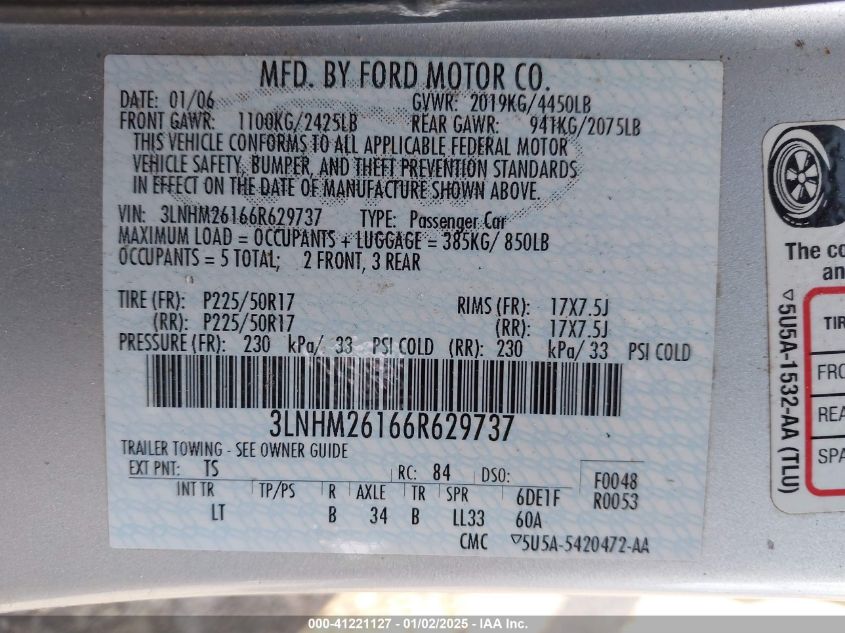 MFD. BY FORD MOTOR CO.
DATE: 01/06 GVWR: 2019KG/4450LB
FRONT GAWR: 1100KG/2425LB REAR GAWR: 941KG/2075LB
THIS VEHICLE CONFORMS TO ALL APPLICABLE FEDERAL MOTOR
VEHICLE SAFETY, BUMPER, AND THEFT PREVENTION STANDARDS
IN EFFECT ON THE DATE OF MANUFACTURE SHOWN ABOVE.
VIN: 3LNHM26166R629737 TYPE: Passenger Car
MAXIMUM LOAD = OCCUPANTS + LUGGAGE = 385KG/ 850LB
OCCUPANTS = 5 TOTAL; 2 FRONT, 3 REAR
TIRE (FR): P225/50R17 RIMS (FR): 17X7.5J
(RR): P225/50R17 (RR): 17X7.5J
PRESSURE (FR): 230 kPa/ 33 PSI COLD (RR): 230 kPa/ 33 PSI COLD
3LNHM26166R629737
TRAILER TOWING - SEE OWNER GUIDE
EXT PNT: TS RC: 84 DSO: F0048
R0053
INT TR TP/PS R AXLE TR SPR 6DE1F
LT B 34 B LL33 60A
CMC ▽5U5A-5420472-AA
The co
an
▽5U5A-1532-AA (TLU)
TIR
FRO
REA
SPA
000-41221127 - 01/02/2025 - IAA Inc.